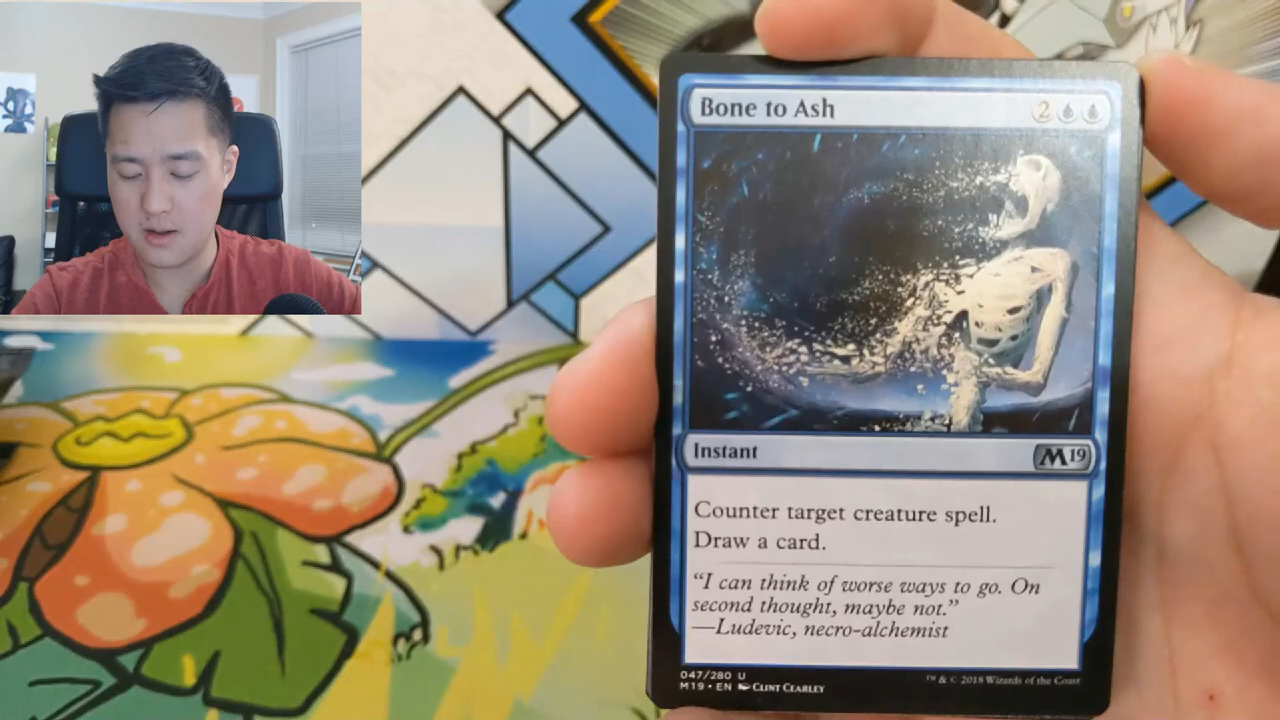 Bone to Ash 2
Instant M19
Counter target creature spell.
Draw a card.
“I can think of worse ways to go. On
second thought, maybe not.”
—Ludevic, necro-alchemist
047/280 U
M19 • EN Clint Cearley
™ & © 2018 Wizards of the Coast